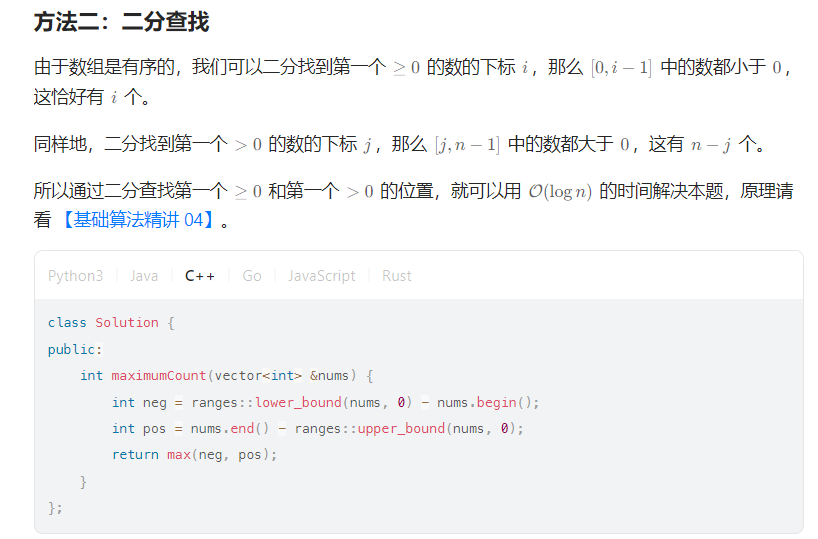 方法二：二分查找
由于数组是有序的，我们可以二分找到第一个 ≥ 0 的数的下标 i，那么 [0, i − 1] 中的数都小于 0，
这恰好有 i 个。
同样地，二分找到第一个 > 0 的数的下标 j，那么 [j, n − 1] 中的数都大于 0，这有 n − j 个。
所以通过二分查找第一个 ≥ 0 和第一个 > 0 的位置，就可以用 O(log n) 的时间解决本题，原理请
看【基础算法精讲 04】。
Python3 | Java | C++ | Go | JavaScript | Rust
class Solution {
public:
    int maximumCount(vector<int> &nums) {
        int neg = ranges::lower_bound(nums, 0) - nums.begin();
        int pos = nums.end() - ranges::upper_bound(nums, 0);
        return max(neg, pos);
    }
};